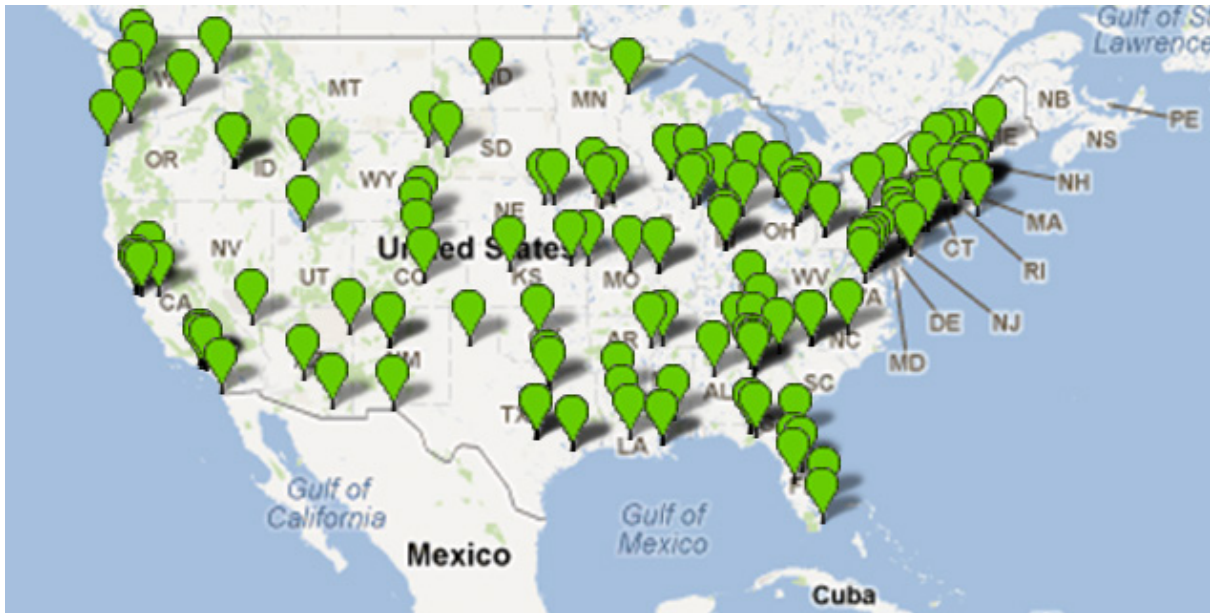 Gulf of St
Lawrence
MT
MN
NB
PE
NS
OR
ID
SD
WY
NH
MA
NE
OH
NV
United States
CT
UT
CO
KS
MO
WV
RI
CA
DE
NJ
AR
NC
MD
NM
SC
AL
TX
LA
Gulf of
California
Gulf of
Mexico
Mexico
Cuba